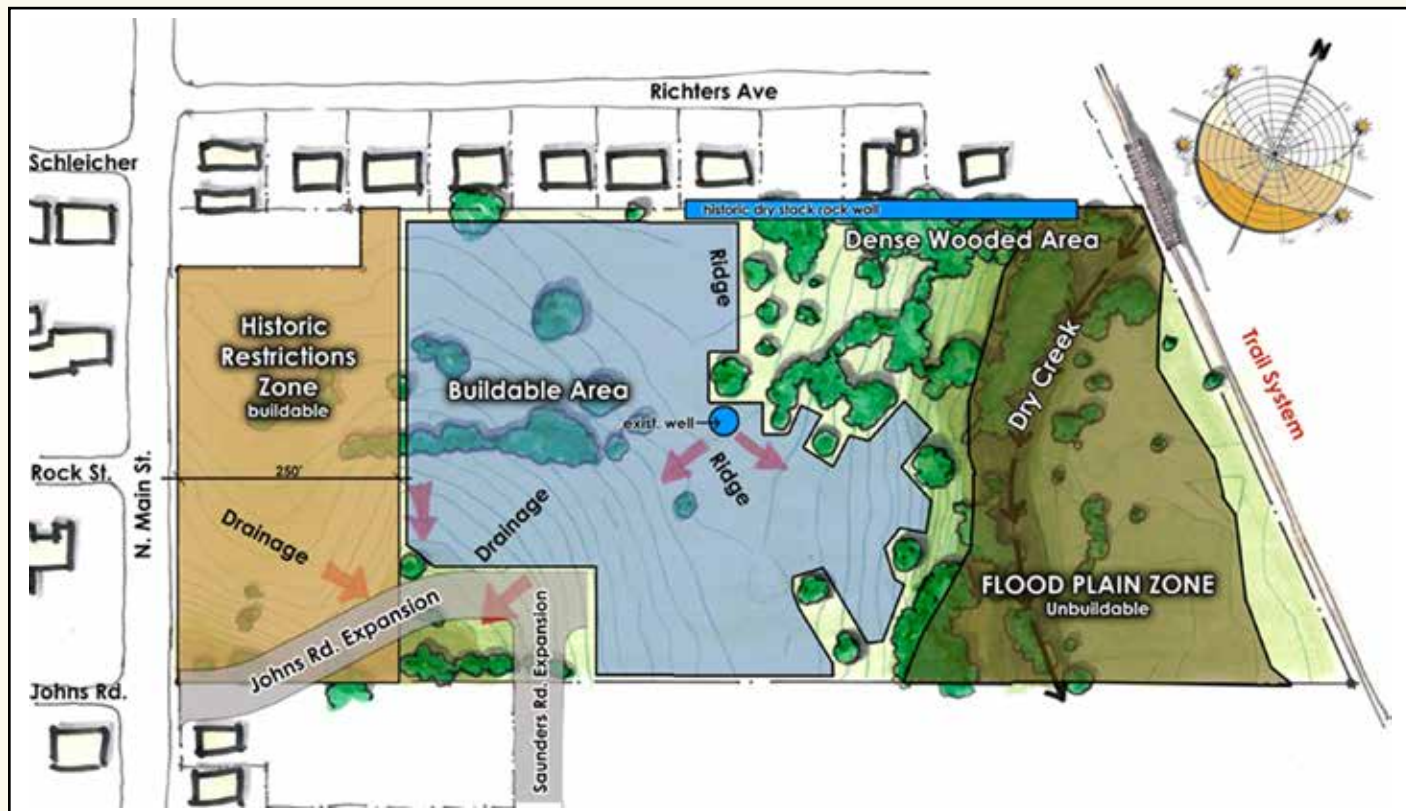 N
Richters Ave
Schleicher
historic dry stack rock wall
Dense Wooded Area
Ridge
Historic
Restrictions
Zone
buildable
Buildable Area
Dry Creek
Trail System
exist. well
Ridge
Rock St.
250'
N. Main St.
Drainage
Drainage
FLOOD PLAIN ZONE
Unbuildable
Johns Rd. Expansion
Saunders Rd. Expansion
Johns Rd.